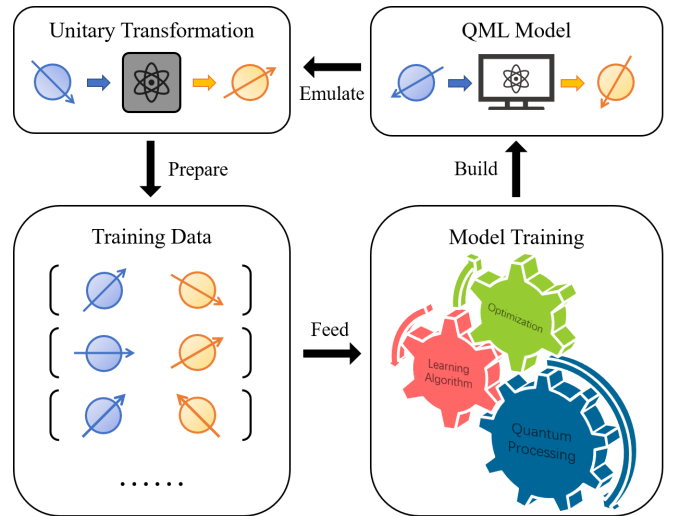 Unitary Transformation
QML Model
Emulate
Prepare
Build
Training Data
Model Training
Feed
Optimization
Learning
Algorithm
Quantum
Processing
......